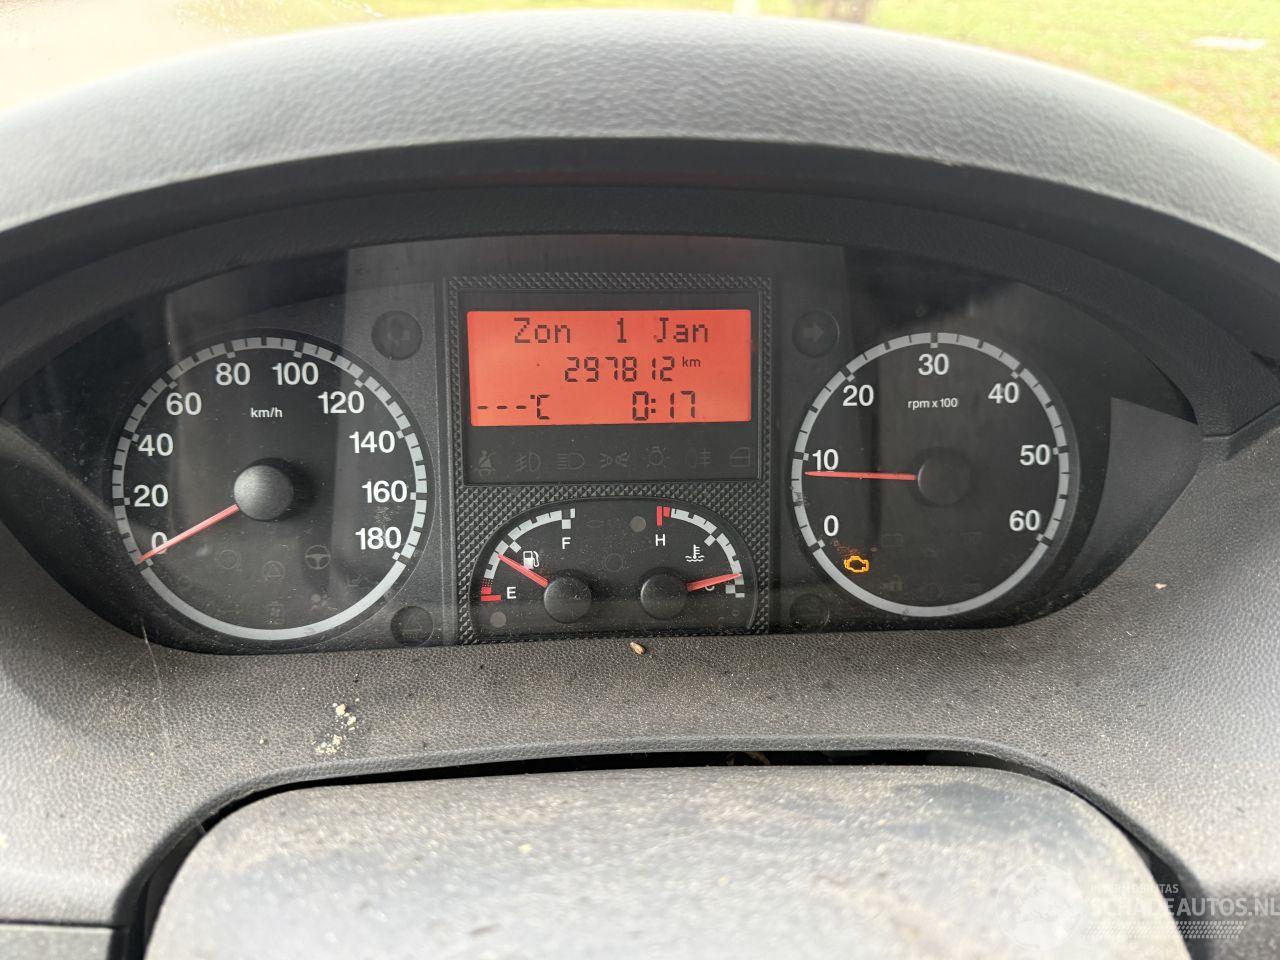 Zon 1 Jan
297812 km
---°C 0:17
0
20
40
60
80
100
120
140
160
180
km/h
E
F
H
C
0
10
20
30
40
50
60
rpm x 100
INTERMOBILITAS
SCHADEAUTOS.NL